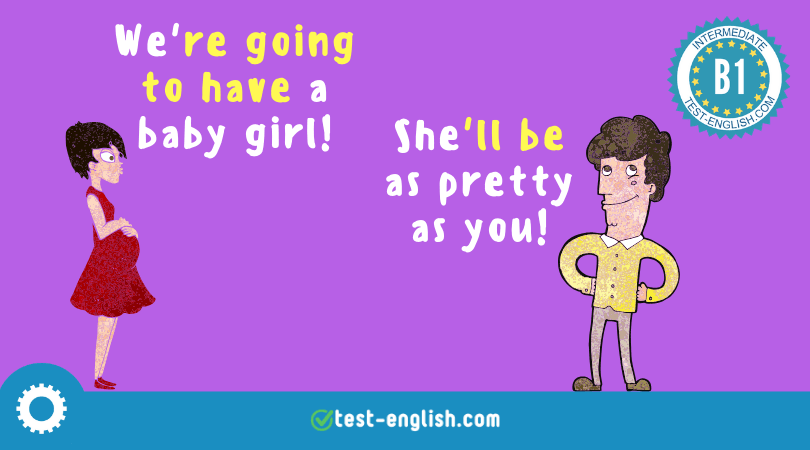 We're going
to have a
baby girl!
She'll be
as pretty
as you!
INTERMEDIATE
B1
TEST-ENGLISH.COM
test-english.com